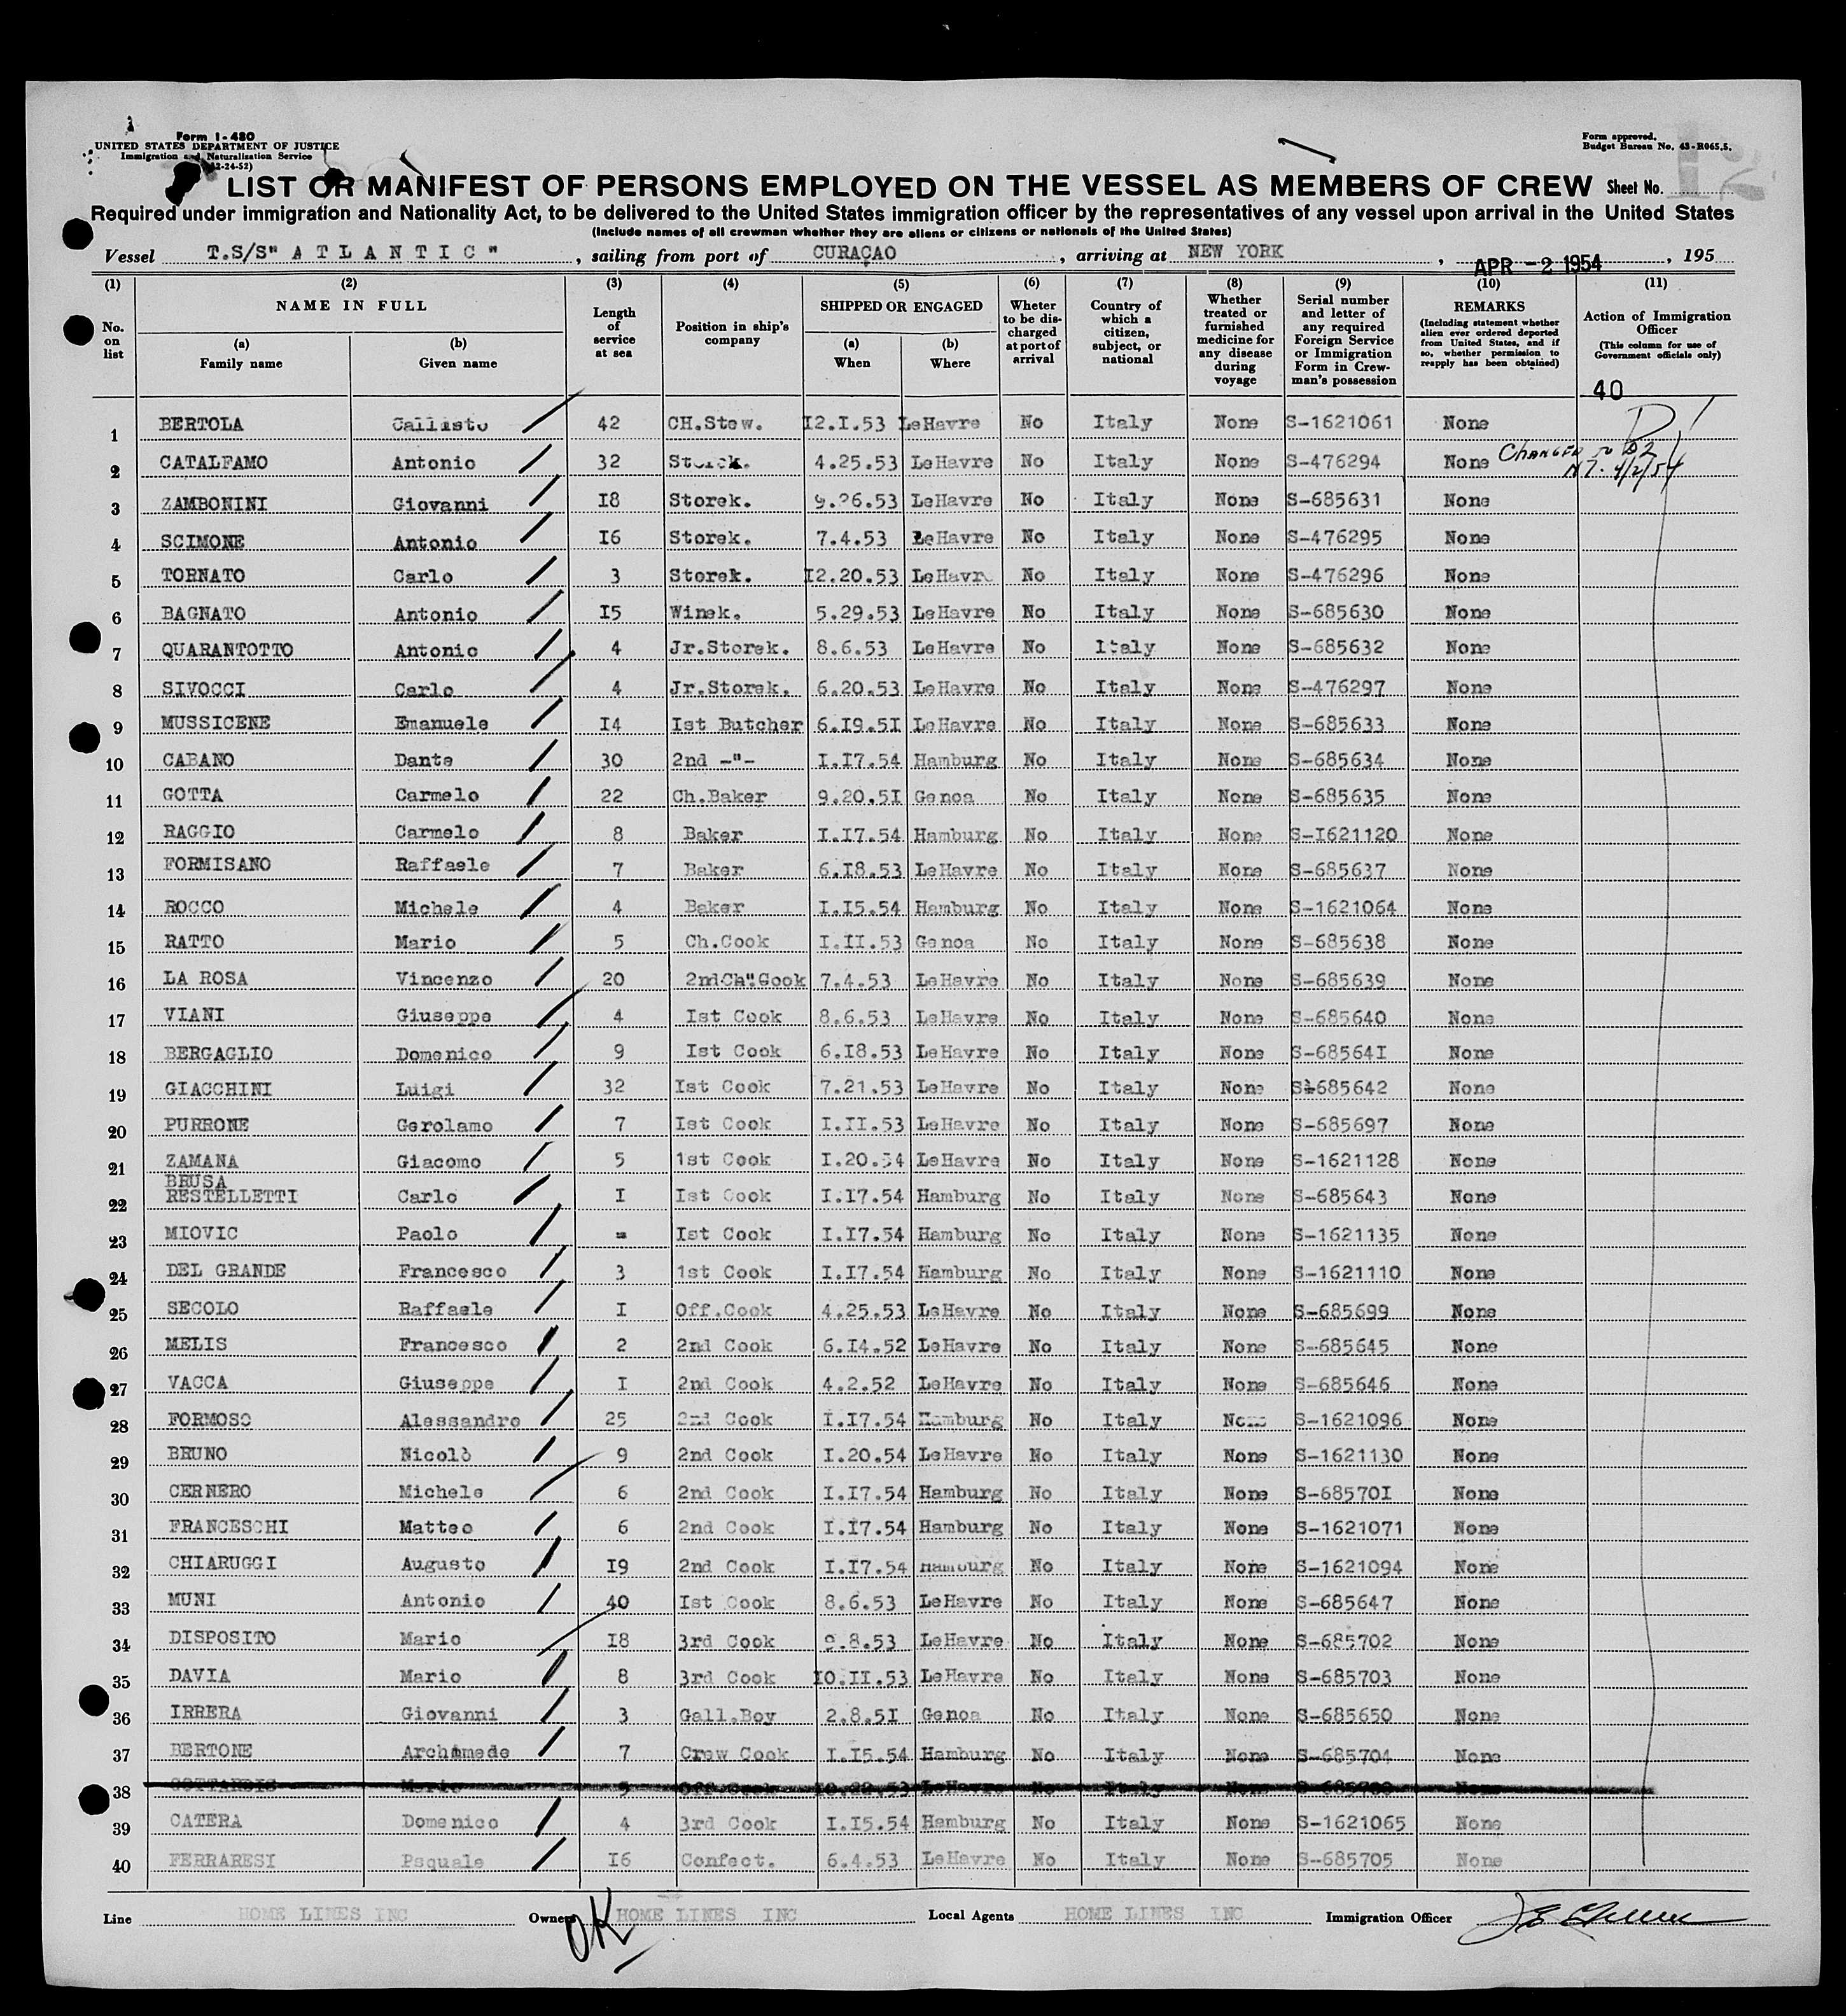 Form I-480
UNITED STATES DEPARTMENT OF JUSTICE
Immigration and Naturalization Service
12-24-52)
Form approved.
Budget Bureau No. 43-R065.5.
12
LIST OR MANIFEST OF PERSONS EMPLOYED ON THE VESSEL AS MEMBERS OF CREW Sheet No.
Required under immigration and Nationality Act, to be delivered to the United States immigration officer by the representatives of any vessel upon arrival in the United States
(Include names of all crewman whether they are aliens or citizens or nationals of the United States)
Vessel T.S/S" A T L A N T I C " , sailing from port of CURAÇAO , arriving at NEW YORK , APR -2 1954 , 195
(1) (2) (3) (4) (5) (6) (7) (8) (9) (10) (11)
No. on list NAME IN FULL (a) Family name (b) Given name Length of service at sea Position in ship's company SHIPPED OR ENGAGED (a) When (b) Where Wheter to be discharged at port of arrival Country of which a citizen, subject, or national Whether treated or furnished medicine for any disease during voyage Serial number and letter of any required Foreign Service or Immigration Form in Crewman's possession REMARKS (Including statement whether alien ever ordered deported from United States, and if so, whether permission to reapply has been obtained) Action of Immigration Officer (This column for use of Government officials only)
40
1 BERTOLA Callisto 42 CH.Stew. I2.I.53 LeHavre No Italy None S-1621061 None D1
2 CATALFAMO Antonio 32 Storek. 4.25.53 LeHavre No Italy None S-476294 None Changed to D2
4/2/54
3 ZAMBONINI Giovanni I8 Storek. 9.26.53 LeHavre No Italy None S-685631 None
4 SCIMONE Antonio I6 Storek. 7.4.53 LeHavre No Italy None S-476295 None
5 TORNATO Carlo 3 Storek. I2.20.53 LeHavr No Italy None S-476296 None
6 BAGNATO Antonio I5 Winek. 5.29.53 LeHavre No Italy None S-685630 None
7 QUARANTOTTO Antonio 4 Jr.Storek. 8.6.53 LeHavre No Italy None S-685632 None
8 SIVOCCI Carlo 4 Jr.Storek. 6.20.53 LeHavre No Italy None S-476297 None
9 MUSSICENE Emanuele I4 Ist Butcher 6.I9.5I LeHavre No Italy None S-685633 None
10 CABANO Dante 30 2nd -"- I.I7.54 Hamburg No Italy None S-685634 None
11 GOTTA Carmelo 22 Ch.Baker 9.20.5I Genoa No Italy None S-685635 None
12 RAGGIO Carmelo 8 Baker I.I7.54 Hamburg No Italy None S-I621120 None
13 FORMISANO Raffaele 7 Baker 6.I8.53 LeHavre No Italy None S-685637 None
14 ROCCO Michele 4 Baker I.I5.54 Hamburg No Italy None S-1621064 None
15 RATTO Mario 5 Ch.Cook I.II.53 Genoa No Italy None S-685638 None
16 LA ROSA Vincenzo 20 2ndCh"Cook 7.4.53 LeHavre No Italy None S-685639 None
17 VIANI Giuseppe 4 Ist Cook 8.6.53 LeHavre No Italy None S-685640 None
18 BERGAGLIO Domenico 9 Ist Cook 6.I8.53 LeHavre No Italy None S-68564I None
19 GIACCHINI Luigi 32 Ist Cook 7.21.53 LeHavre No Italy None S-685642 None
20 PURRONE Gerolamo 7 Ist Cook I.II.53 LeHavre No Italy None S-685697 None
21 ZAMANA Giacomo 5 1st Cook I.20.54 LeHavre No Italy None S-1621128 None
BRUSA
22 RESTELLETTI Carlo I Ist Cook I.I7.54 Hamburg No Italy None S-685643 None
23 MIOVIC Paolo - Ist Cook I.I7.54 Hamburg No Italy None S-1621135 None
24 DEL GRANDE Francesco 3 1st Cook I.I7.54 Hamburg No Italy None S-1621110 None
25 SECOLO Raffaele I Off.Cook 4.25.53 LeHavre No Italy None S-685699 None
26 MELIS Francesco 2 2nd Cook 6.I4.52 LeHavre No Italy None S-685645 None
27 VACCA Giuseppe I 2nd Cook 4.2.52 LeHavre No Italy None S-685646 None
28 FORMOSO Alessandro 25 2nd Cook I.I7.54 Hamburg No Italy None S-1621096 None
29 BRUNO Nicolò 9 2nd Cook I.20.54 LeHavre No Italy None S-1621130 None
30 CERNERO Michele 6 2nd Cook I.I7.54 Hamburg No Italy None S-68570I None
31 FRANCESCHI Matteo 6 2nd Cook I.I7.54 Hamburg No Italy None S-1621071 None
32 CHIARUGGI Augusto I9 2nd Cook I.I7.54 Hamburg No Italy None S-1621094 None
33 MUNI Antonio 40 Ist Cook 8.6.53 LeHavre No Italy None S-685647 None
34 DISPOSITO Mario I8 3rd Cook 9.8.53 LeHavre No Italy None S-685702 None
35 DAVIA Mario 8 3rd Cook I0.II.53 LeHavre No Italy None S-685703 None
36 IRRERA Giovanni 3 Gall.Boy 2.8.5I Genoa No Italy None S-685650 None
37 BERTONE Archimede 7 Crew Cook I.I5.54 Hamburg No Italy None S-685704 None
38 Mario Off.Cook LeHavre No Italy None None
39 CATERA Domenico 4 3rd Cook I.I5.54 Hamburg No Italy None S-1621065 None
40 FERRARESI Psquale I6 Confect. 6.4.53 LeHavre No Italy None S-685705 None
Line HOME LINES INC Owners HOME LINES INC Local Agents HOME LINES INC Immigration Officer
OK